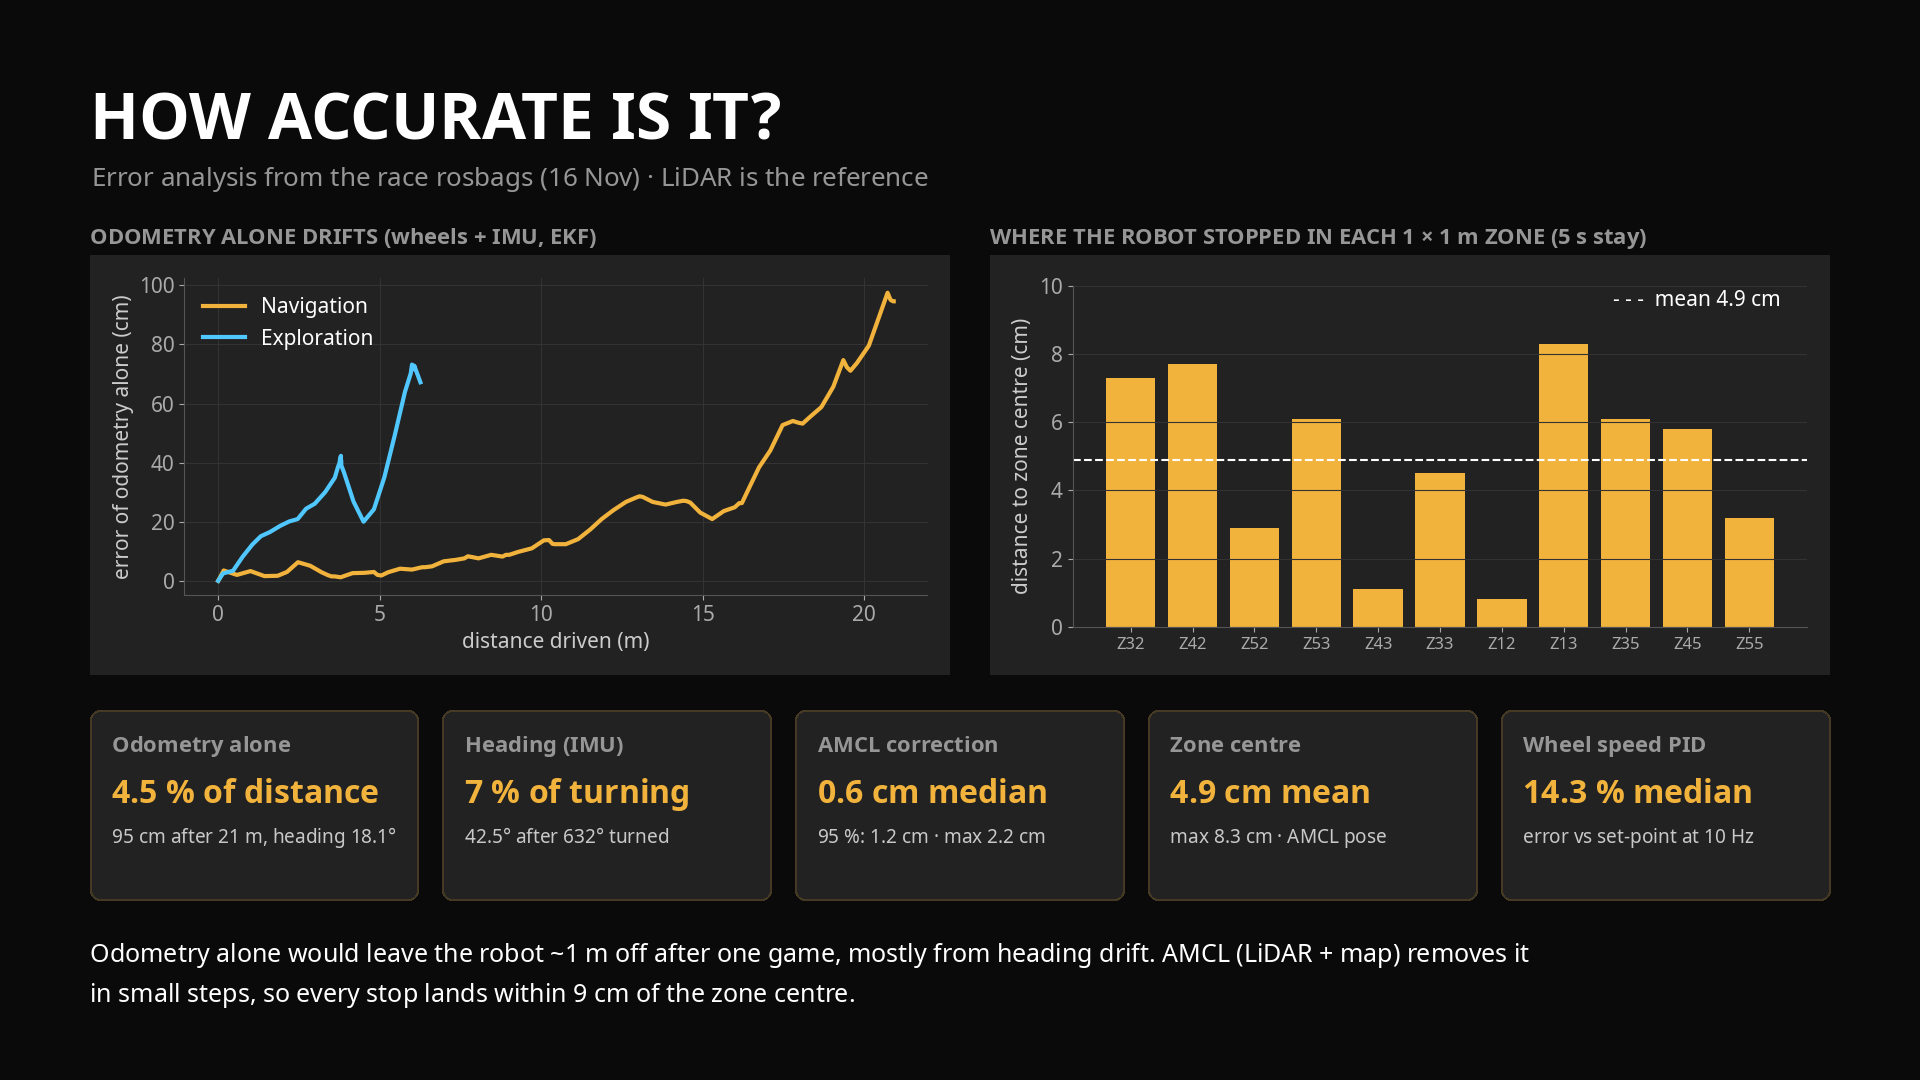 HOW ACCURATE IS IT?
Error analysis from the race rosbags (16 Nov) · LiDAR is the reference
ODOMETRY ALONE DRIFTS (wheels + IMU, EKF)
error of odometry alone (cm)
100
80
60
40
20
0
Navigation
Exploration
0 5 10 15 20
distance driven (m)
WHERE THE ROBOT STOPPED IN EACH 1 × 1 m ZONE (5 s stay)
distance to zone centre (cm)
10
8
6
4
2
0
--- mean 4.9 cm
Z32 Z42 Z52 Z53 Z43 Z33 Z12 Z13 Z35 Z45 Z55
Odometry alone
4.5 % of distance
95 cm after 21 m, heading 18.1°
Heading (IMU)
7 % of turning
42.5° after 632° turned
AMCL correction
0.6 cm median
95 %: 1.2 cm · max 2.2 cm
Zone centre
4.9 cm mean
max 8.3 cm · AMCL pose
Wheel speed PID
14.3 % median
error vs set-point at 10 Hz
Odometry alone would leave the robot ~1 m off after one game, mostly from heading drift. AMCL (LiDAR + map) removes it
in small steps, so every stop lands within 9 cm of the zone centre.